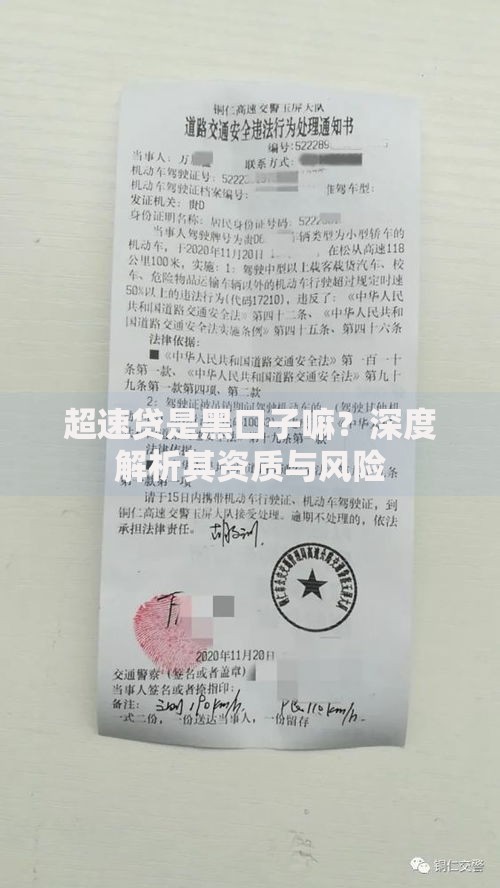 铜仁高速交警玉屏大队
道路交通安全违法行为处理通知书
编号:522289
当事人: 万 联系方式:
机动车驾驶证号: 5222
机动车驾驶证档案编号: 准驾车型:
发证机关: 贵D
身份证明名称: 居民身份证号码: 5222
当事人驾驶牌号为贵D 车辆类型为小型轿车的
机动车, 于2020年11月20日 在松从高速118
公里100米, 实施: 1: 驾驶中型以上载客载货汽车、校
车、危险物品运输车辆以外的机动车行驶超过规定时速
50%以上的违法行为(代码17210), 违反了: 《中华人民
共和国道路交通安全法》第四十二条、《中华人民共和
国道路交通安全法实施条例》第四十五条、第四十六条
法律依据:
■《中华人民共和国道路交通安全法》第一百一十
条第一款、《中华人民共和国道路交通安全法》第九十
九条第一款第四项、第二款
2: 驾驶证被吊销期间驾驶机动车的
超速贷是黑口子嘛？深度
解析其资质与风险
请于15日内携带机动车行驶证、机动车驾驶证, 到
铜仁高速交警玉屏大队接受处理。逾期不处理的, 依法
承担法律责任。
2020年11月20日
交通警察（签名或者盖章）
当事人签名或者捺指印:
备注: 190km/h. 110km/h.
一式二份, 一份送达当事人, 一份留存
铜仁交警